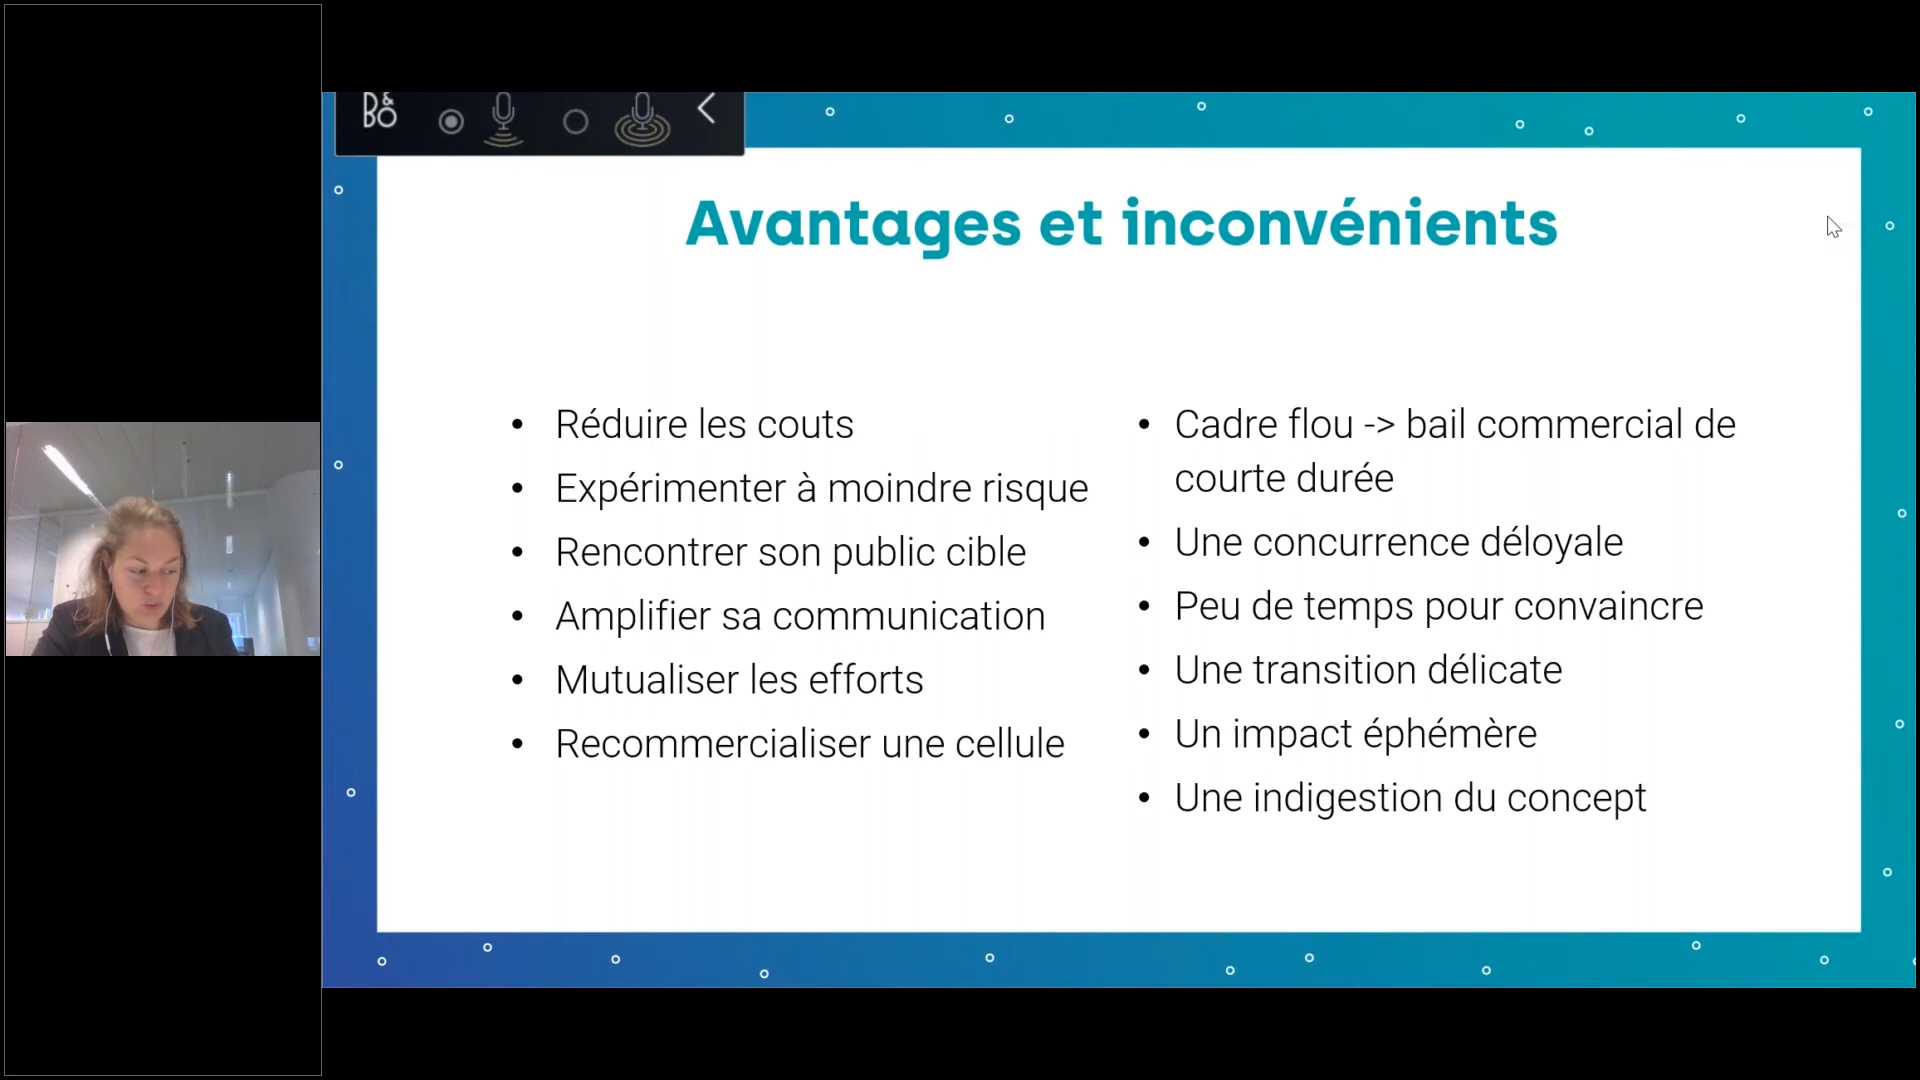 B&O
Avantages et inconvénients
• Réduire les couts
• Expérimenter à moindre risque
• Rencontrer son public cible
• Amplifier sa communication
• Mutualiser les efforts
• Recommercialiser une cellule
• Cadre flou -> bail commercial de
courte durée
• Une concurrence déloyale
• Peu de temps pour convaincre
• Une transition délicate
• Un impact éphémère
• Une indigestion du concept